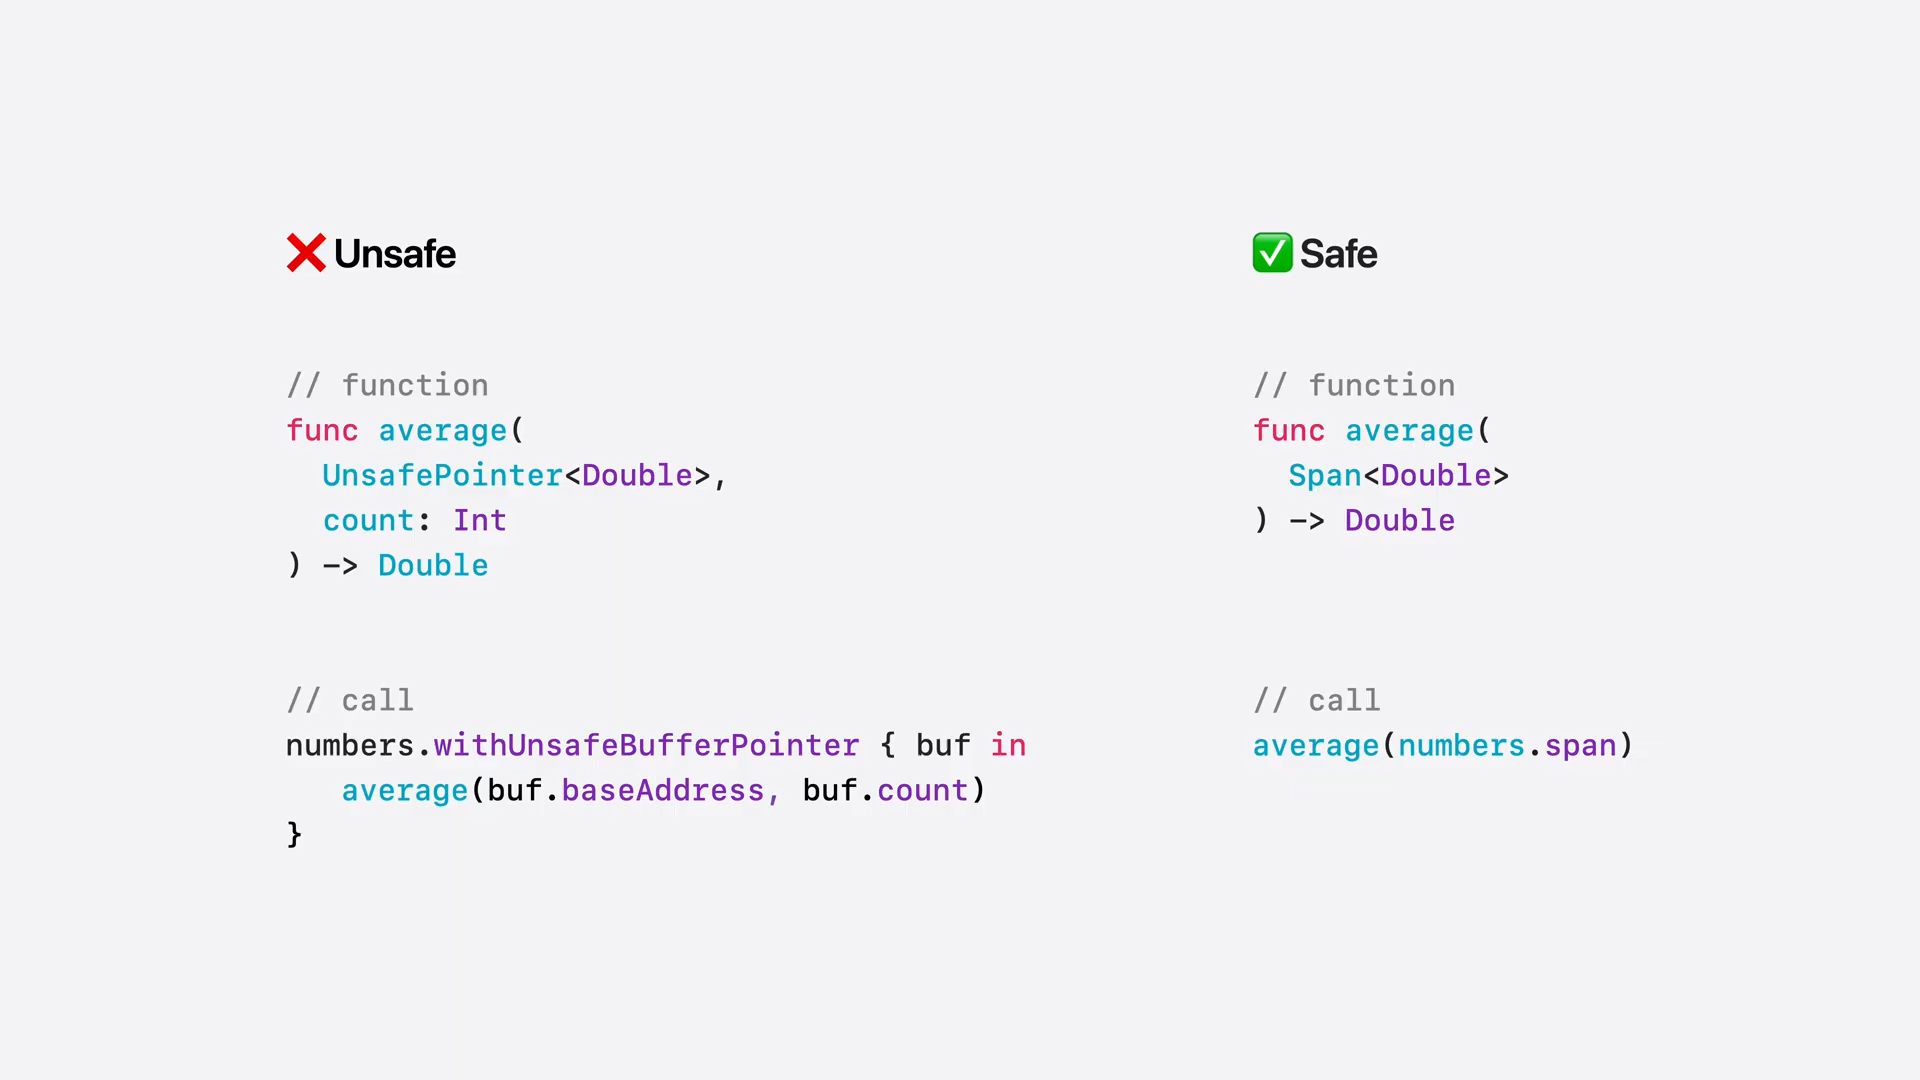 ❌ Unsafe
// function
func average(
  UnsafePointer<Double>,
  count: Int
) -> Double
// call
numbers.withUnsafeBufferPointer { buf in
   average(buf.baseAddress, buf.count)
}
✅ Safe
// function
func average(
  Span<Double>
) -> Double
// call
average(numbers.span)